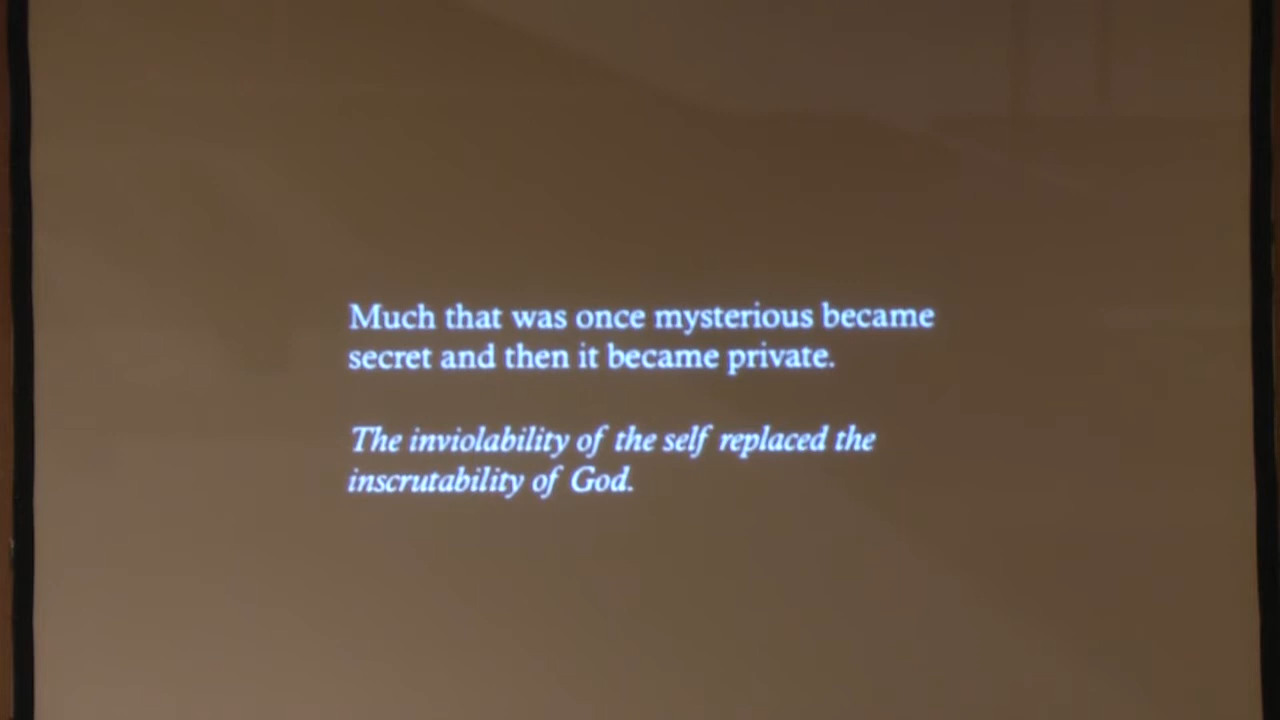 Much that was once mysterious became
secret and then it became private.
The inviolability of the self replaced the
inscrutability of God.